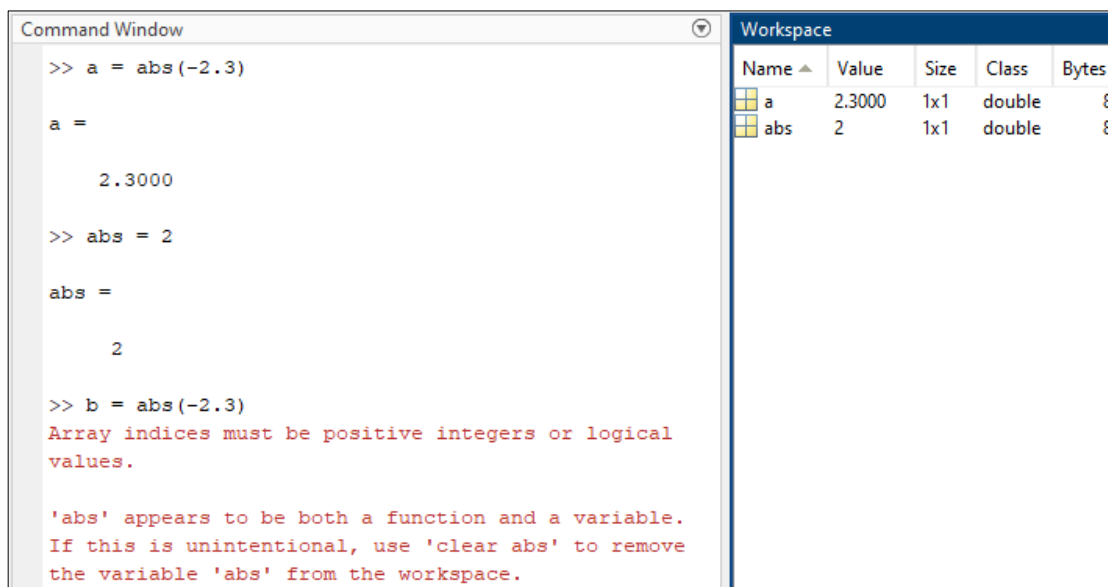 Command Window
>> a = abs(-2.3)
a =
2.3000
>> abs = 2
abs =
2
>> b = abs(-2.3)
Array indices must be positive integers or logical
values.
'abs' appears to be both a function and a variable.
If this is unintentional, use 'clear abs' to remove
the variable 'abs' from the workspace.
Workspace
Name Value Size Class Bytes
a 2.3000 1x1 double 8
abs 2 1x1 double 8